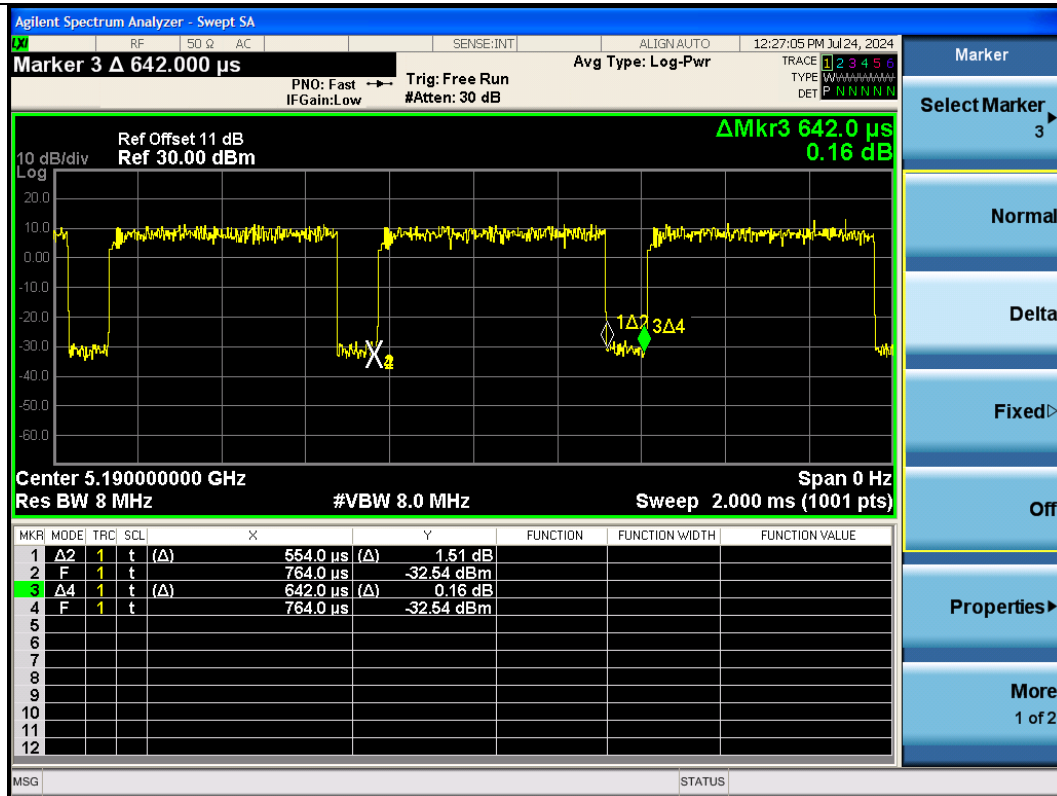 Agilent Spectrum Analyzer - Swept SA
LXI RF 50 Ω AC SENSE:INT ALIGN AUTO 12:27:05 PM Jul 24, 2024
Marker 3 Δ 642.000 µs
PNO: Fast
IFGain:Low
Trig: Free Run
#Atten: 30 dB
Avg Type: Log-Pwr
TRACE 1 2 3 4 5 6
TYPE
DET P N N N N N
Ref Offset 11 dB
10 dB/div Ref 30.00 dBm
Log
ΔMkr3 642.0 µs
0.16 dB
20.0
10.0
0.00
-10.0
-20.0
-30.0
-40.0
-50.0
-60.0
1Δ2 3Δ4
Center 5.190000000 GHz Span 0 Hz
Res BW 8 MHz #VBW 8.0 MHz Sweep 2.000 ms (1001 pts)
MKR MODE TRC SCL X Y FUNCTION FUNCTION WIDTH FUNCTION VALUE
1 Δ2 1 t (Δ) 554.0 µs (Δ) 1.51 dB
2 F 1 t 764.0 µs -32.54 dBm
3 Δ4 1 t (Δ) 642.0 µs (Δ) 0.16 dB
4 F 1 t 764.0 µs -32.54 dBm
5
6
7
8
9
10
11
12
MSG STATUS
Marker
Select Marker
3
Normal
Delta
Fixed
Off
Properties
More
1 of 2